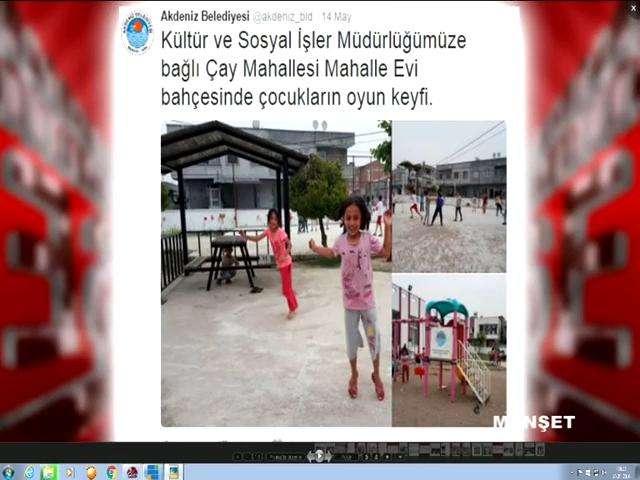 Akdeniz Belediyesi @akdeniz_bld · 14 May
Kültür ve Sosyal İşler Müdürlüğümüze
bağlı Çay Mahallesi Mahalle Evi
bahçesinde çocukların oyun keyfi.
MANŞET